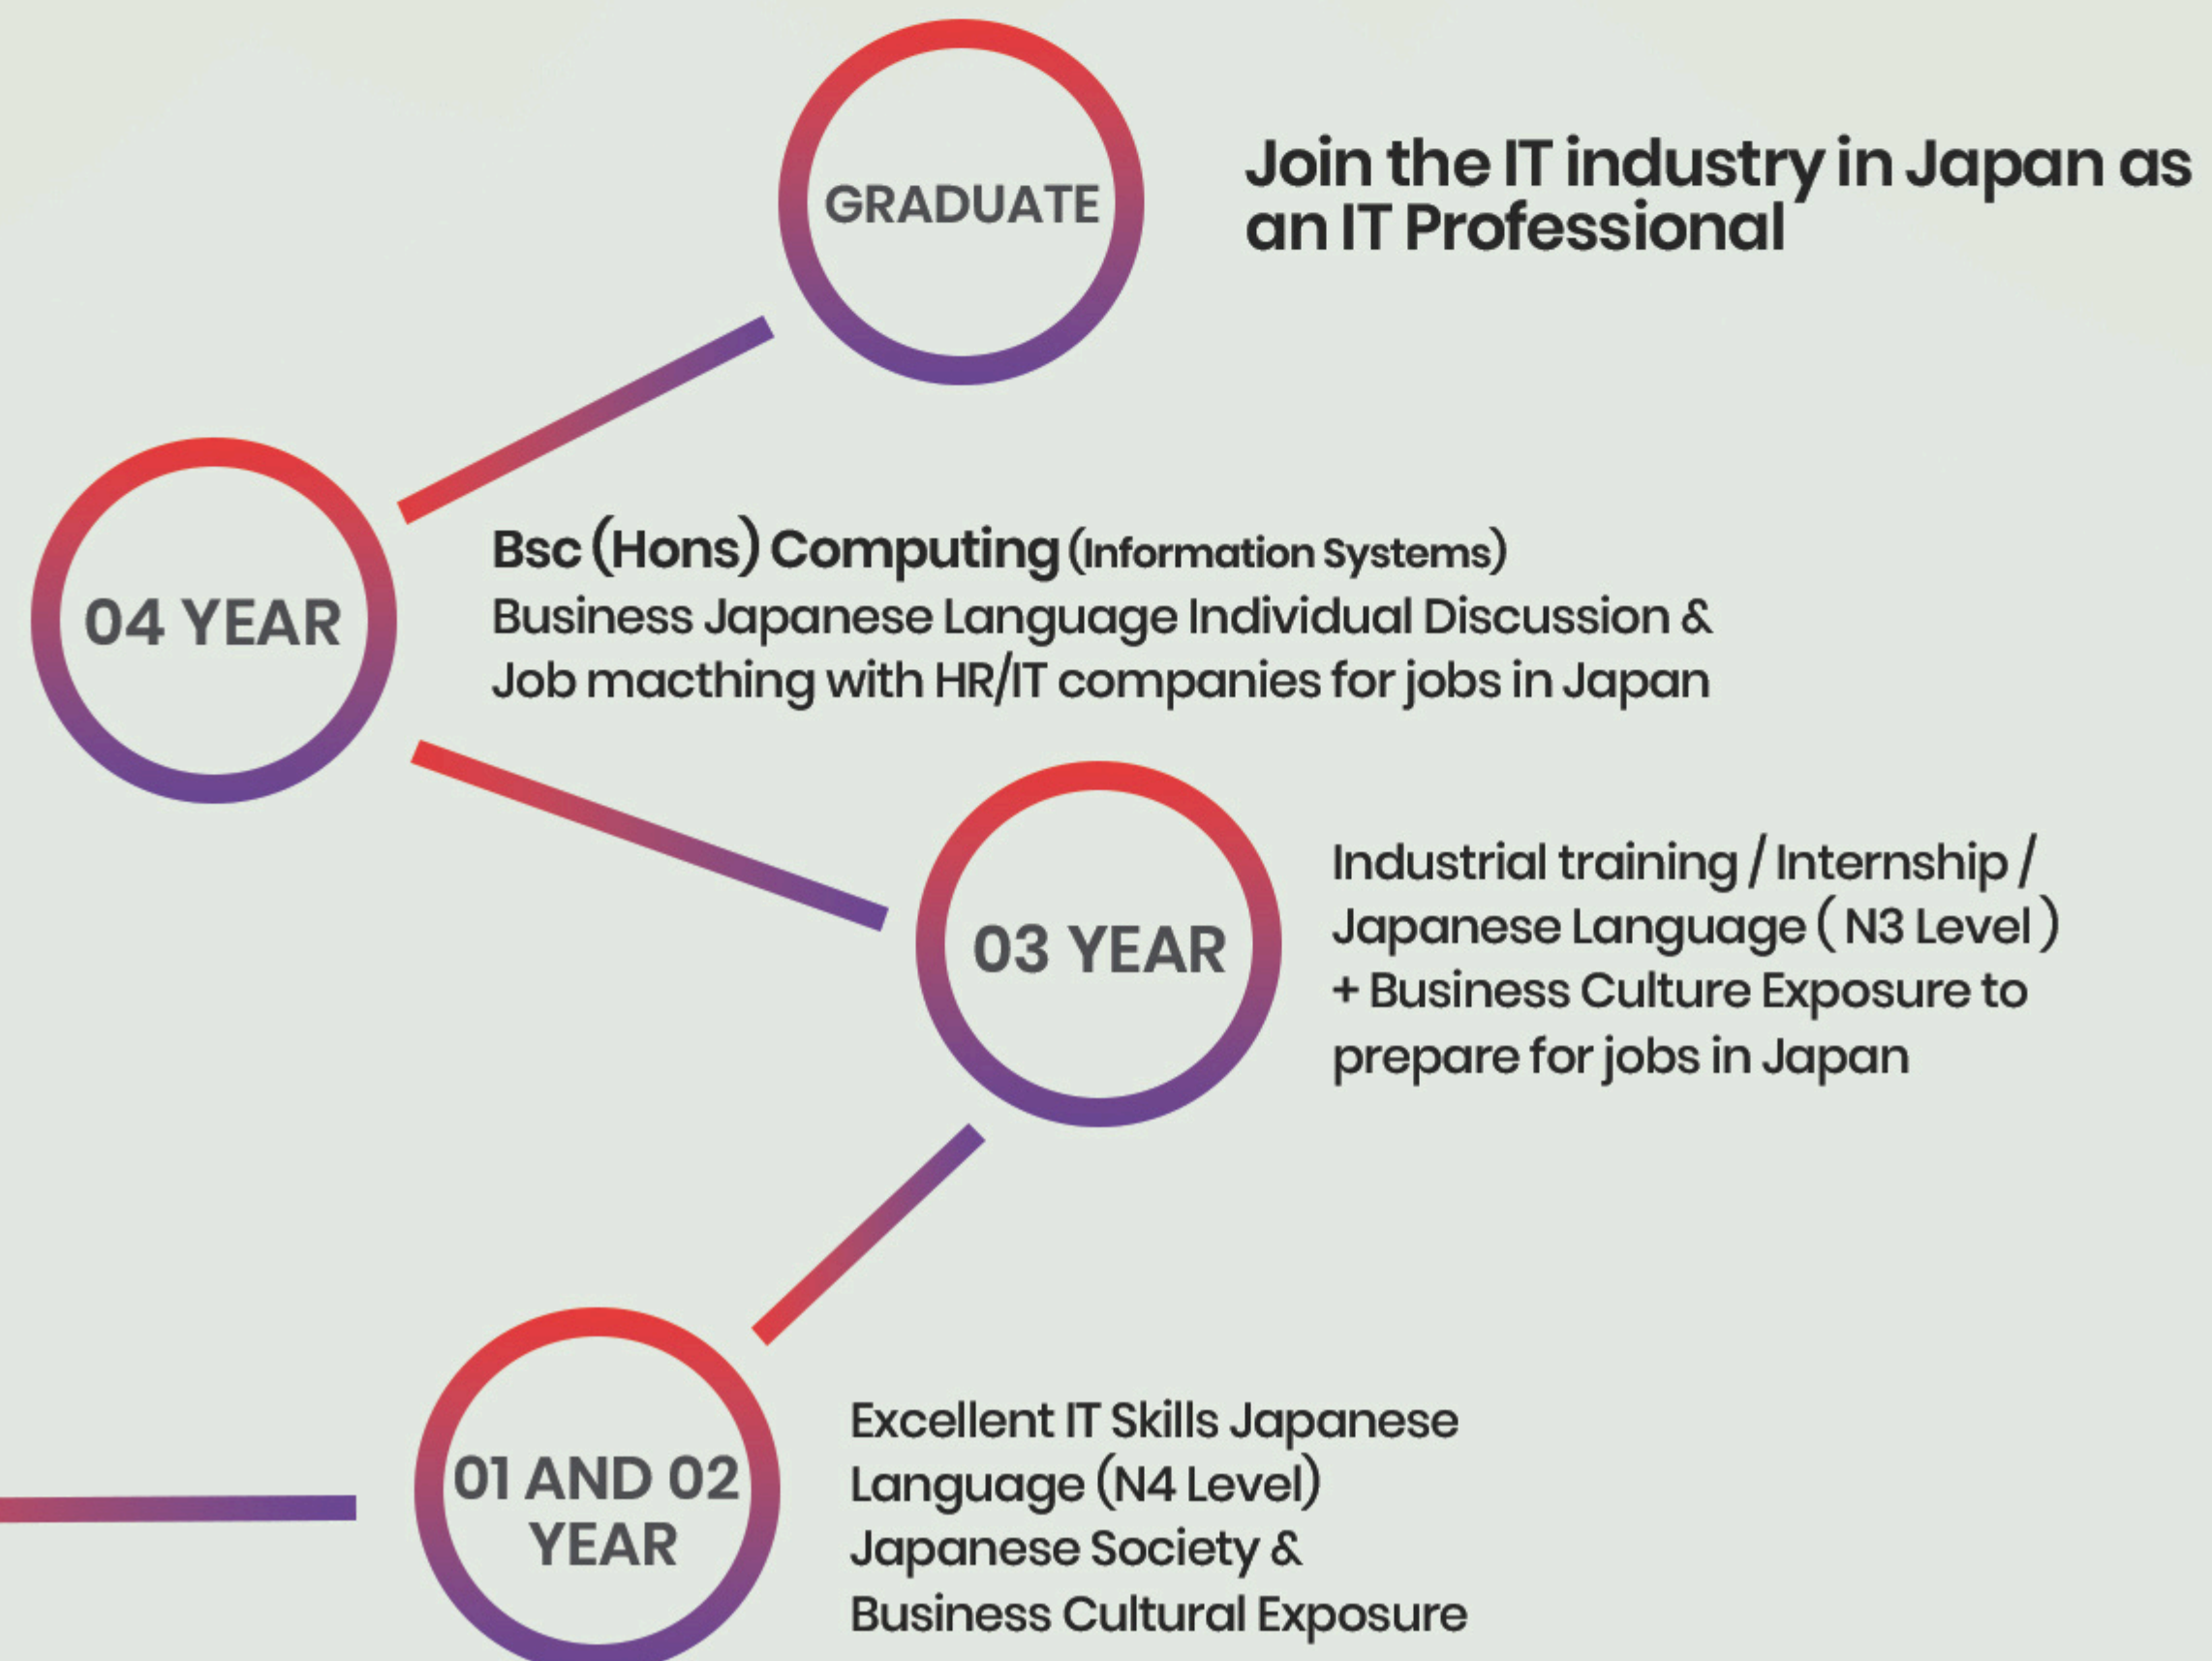 GRADUATE
Join the IT industry in Japan as
an IT Professional
04 YEAR
Bsc (Hons) Computing (Information Systems)
Business Japanese Language Individual Discussion &
Job macthing with HR/IT companies for jobs in Japan
03 YEAR
Industrial training / Internship /
Japanese Language ( N3 Level )
+ Business Culture Exposure to
prepare for jobs in Japan
01 AND 02
YEAR
Excellent IT Skills Japanese
Language (N4 Level)
Japanese Society &
Business Cultural Exposure